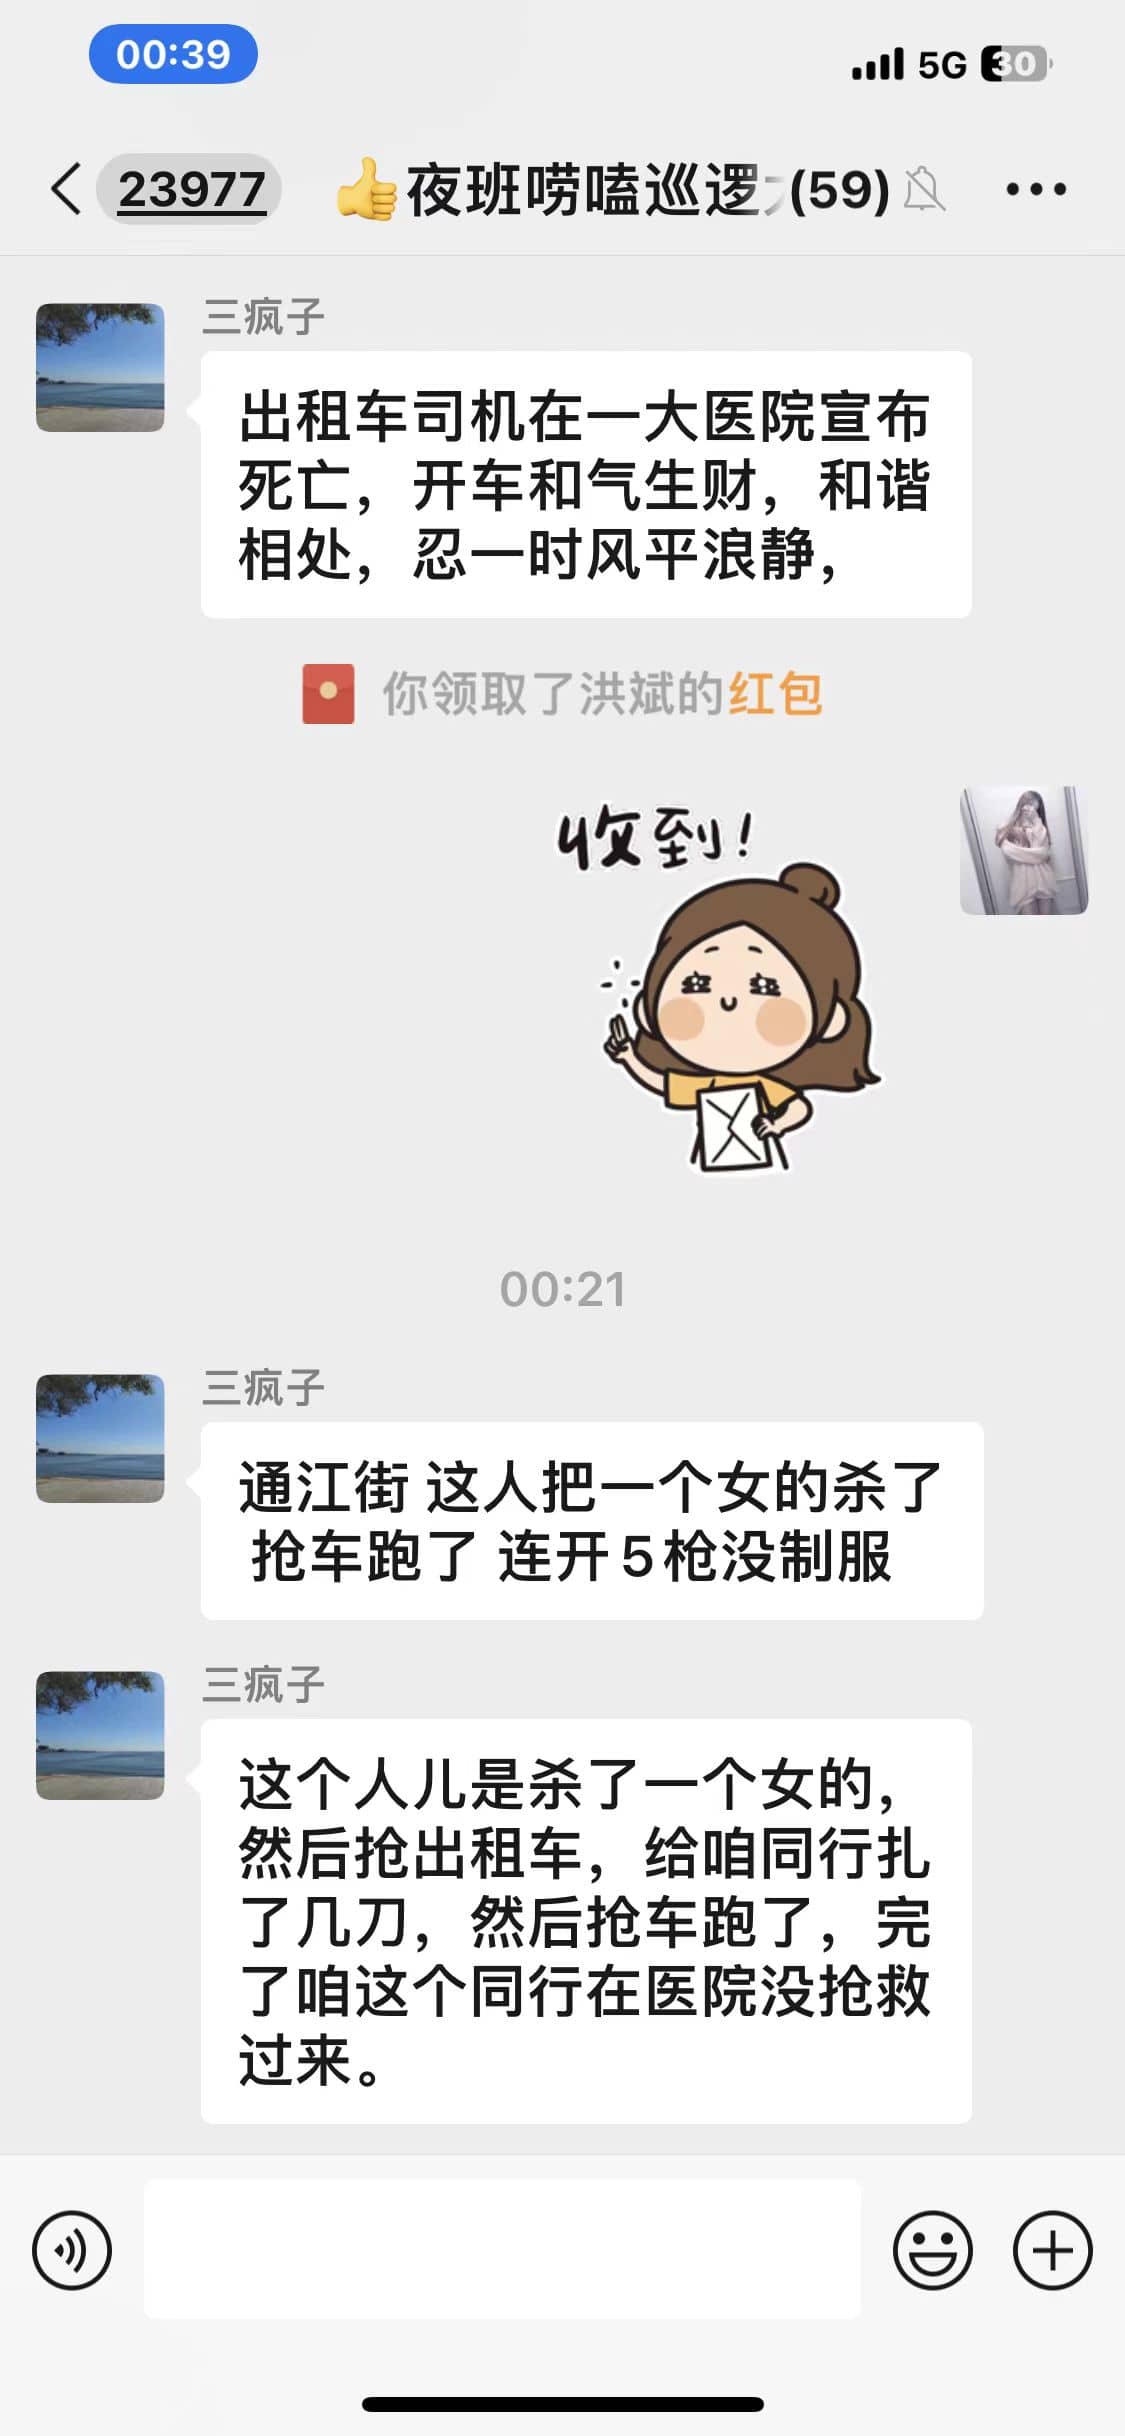 00:39
5G 30
23977 👍夜班唠嗑巡逻(59)
三疯子
出租车司机在一大医院宣布
死亡，开车和气生财，和谐
相处，忍一时风平浪静，
你领取了洪斌的红包
收到!
00:21
三疯子
通江街 这人把一个女的杀了
抢车跑了 连开5枪没制服
三疯子
这个人儿是杀了一个女的，
然后抢出租车，给咱同行扎
了几刀，然后抢车跑了，完
了咱这个同行在医院没抢救
过来。